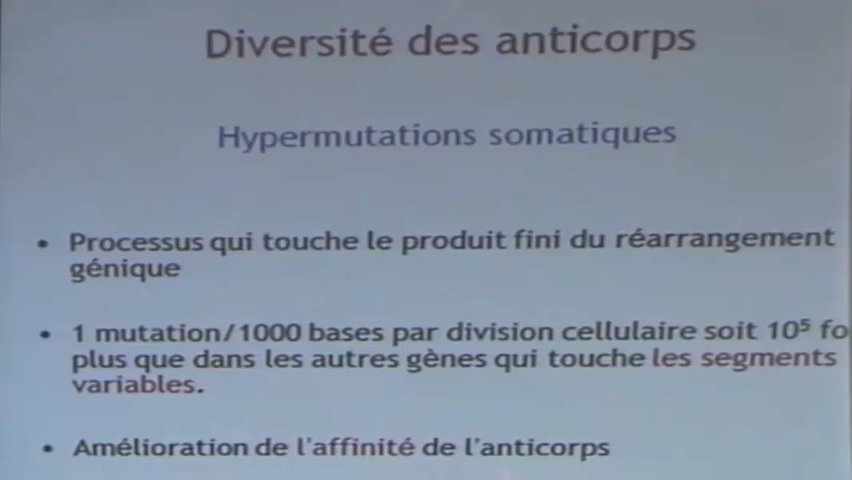 Diversité des anticorps
Hypermutations somatiques
• Processus qui touche le produit fini du réarrangement
génique
• 1 mutation/1000 bases par division cellulaire soit 10⁵ fo
plus que dans les autres gènes qui touche les segments
variables.
• Amélioration de l'affinité de l'anticorps